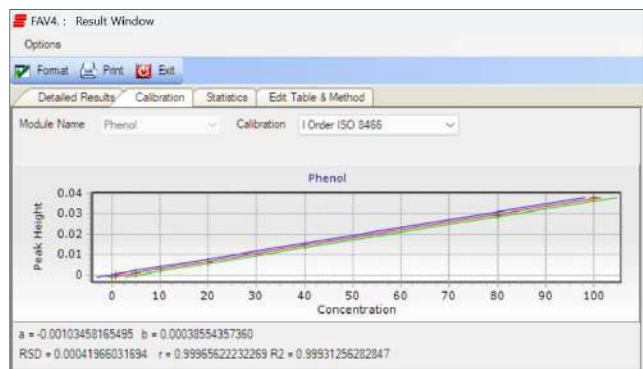 FAV4. : Result Window
Options
Format Print Exit
Detailed Results Calibration Statistics Edit Table & Method
Module Name Phenol Calibration I Order ISO 8466
Phenol
0.04
0.03
0.02
0.01
0
Peak Height
0 10 20 30 40 50 60 70 80 90 100
Concentration
a = -0.00103458165495 b = 0.00038554357360
RSD = 0.00041966031694 r = 0.99965622232269 R2 = 0.99931256282847